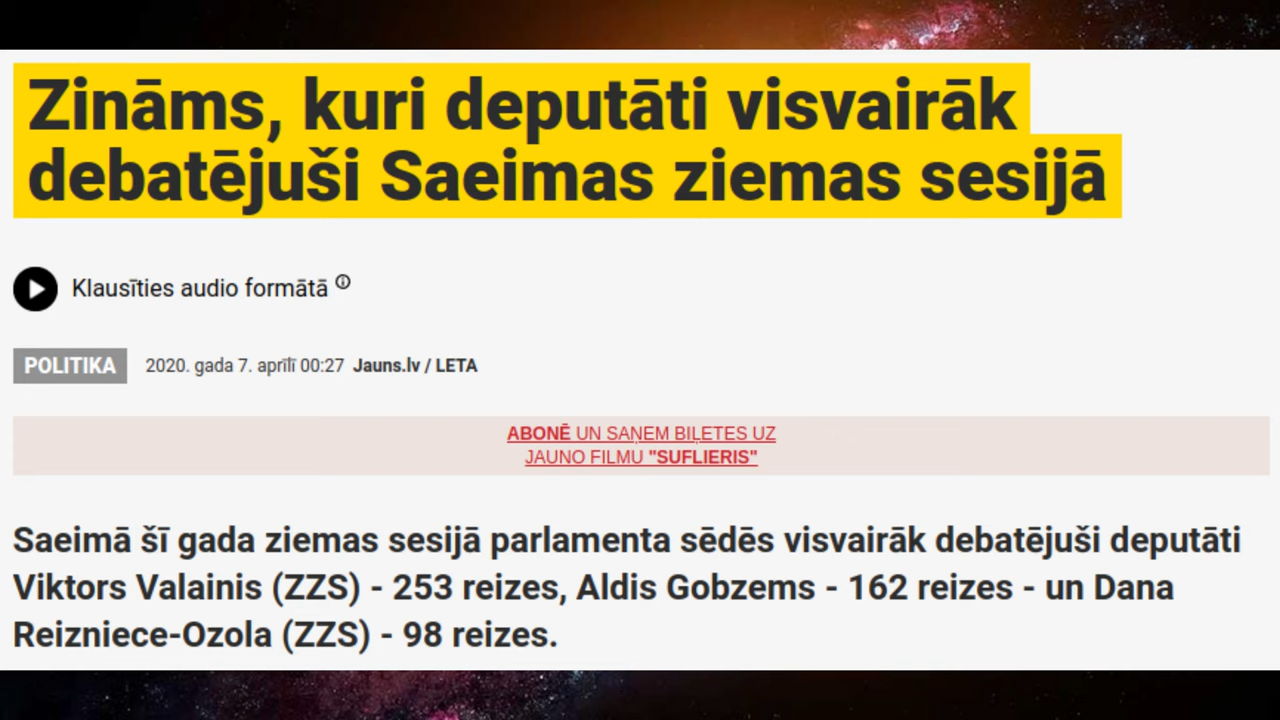 Zināms, kuri deputāti visvairāk
debatējuši Saeimas ziemas sesijā
Klausīties audio formātā
POLITIKA 2020. gada 7. aprīlī 00:27 Jauns.lv / LETA
ABONĒ UN SAŅEM BIĻETES UZ
JAUNO FILMU "SUFLIERIS"
Saeimā šī gada ziemas sesijā parlamenta sēdēs visvairāk debatējuši deputāti
Viktors Valainis (ZZS) - 253 reizes, Aldis Gobzems - 162 reizes - un Dana
Reizniece-Ozola (ZZS) - 98 reizes.